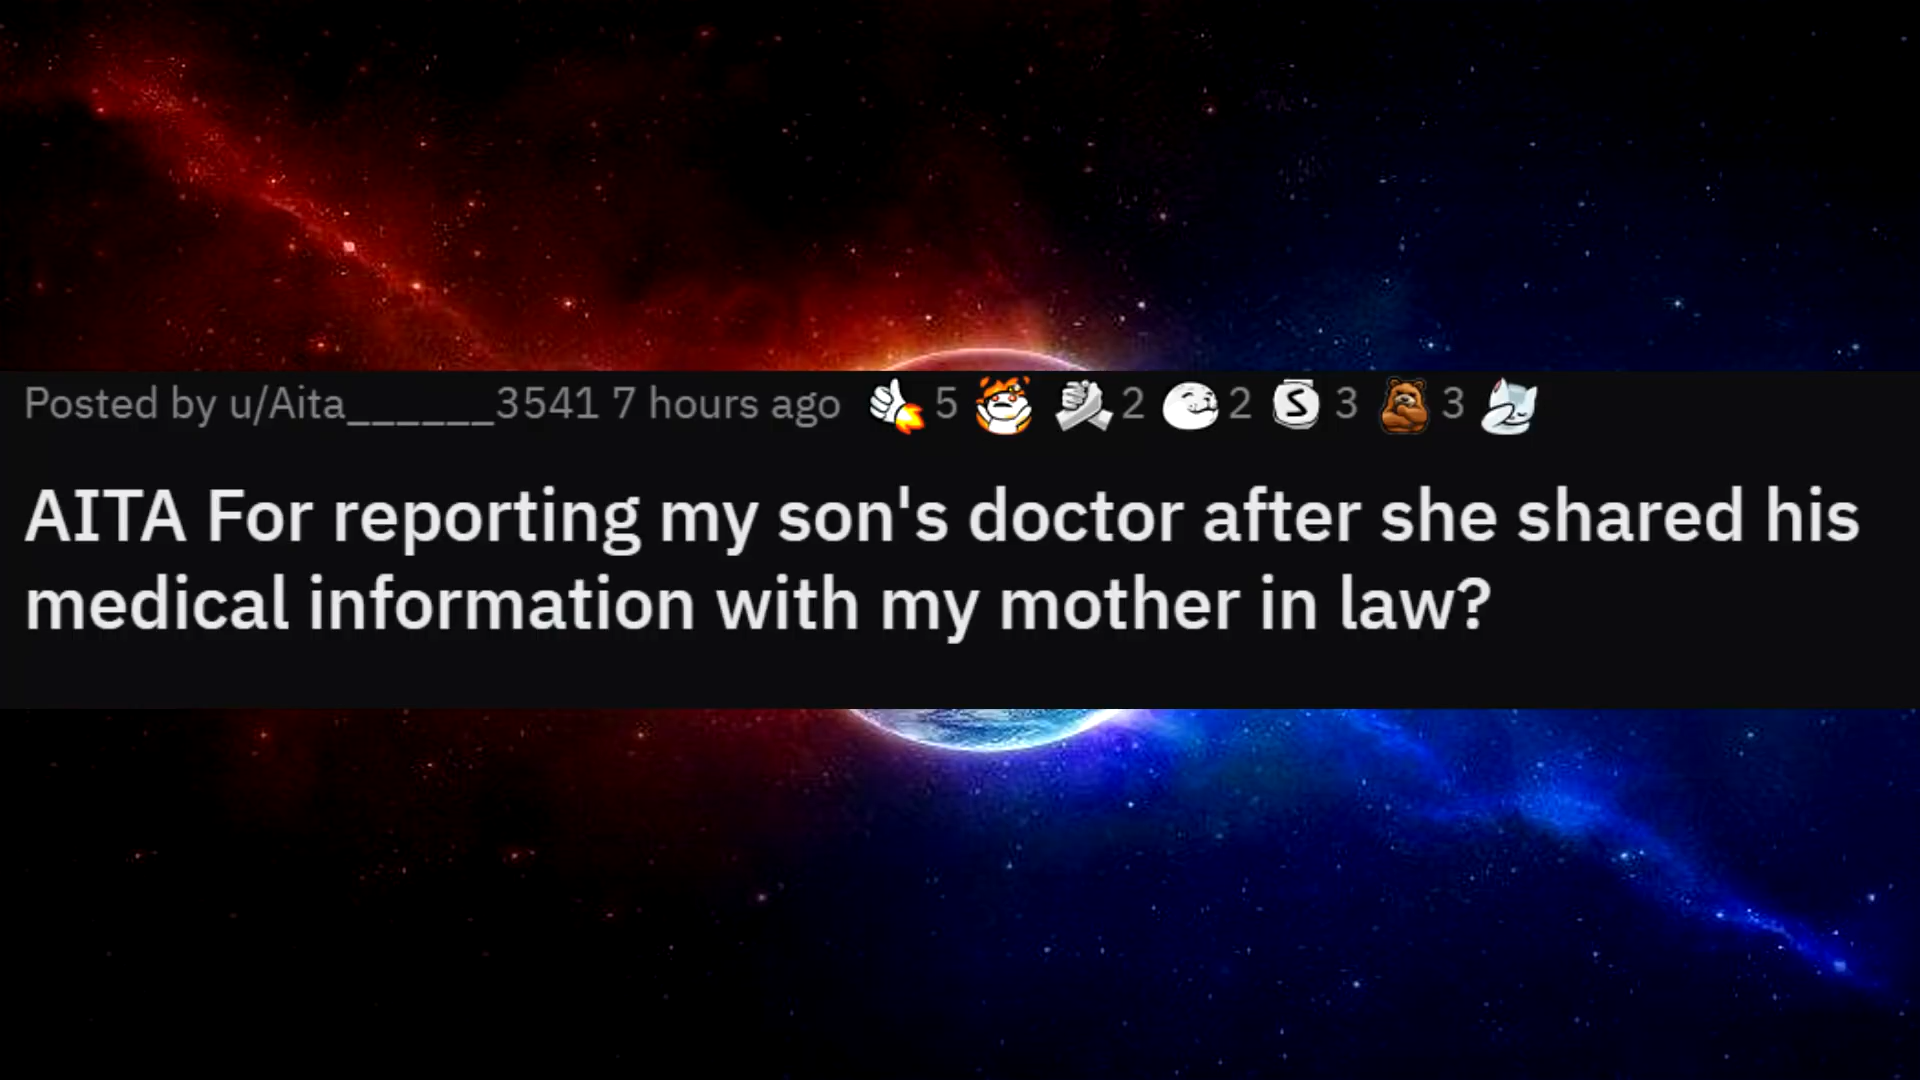 Posted by u/Aita______3541 7 hours ago 5 2 2 S 3 3
AITA For reporting my son's doctor after she shared his
medical information with my mother in law?